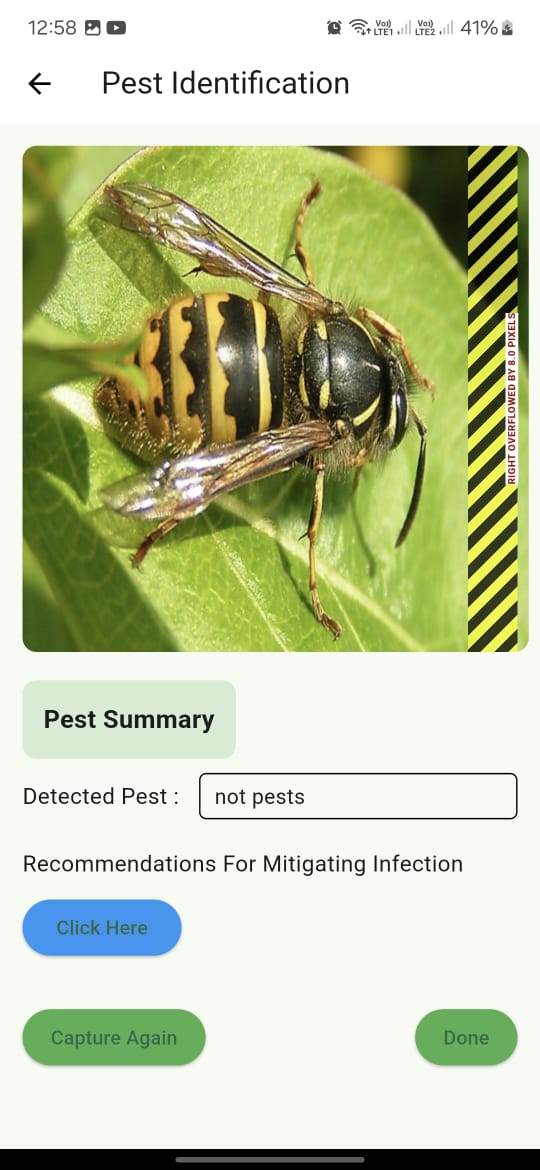 12:58
Vo)) LTE1 Vo)) LTE2 41%
Pest Identification
RIGHT OVERFLOWED BY 8.0 PIXELS
Pest Summary
Detected Pest :
not pests
Recommendations For Mitigating Infection
Click Here
Capture Again
Done